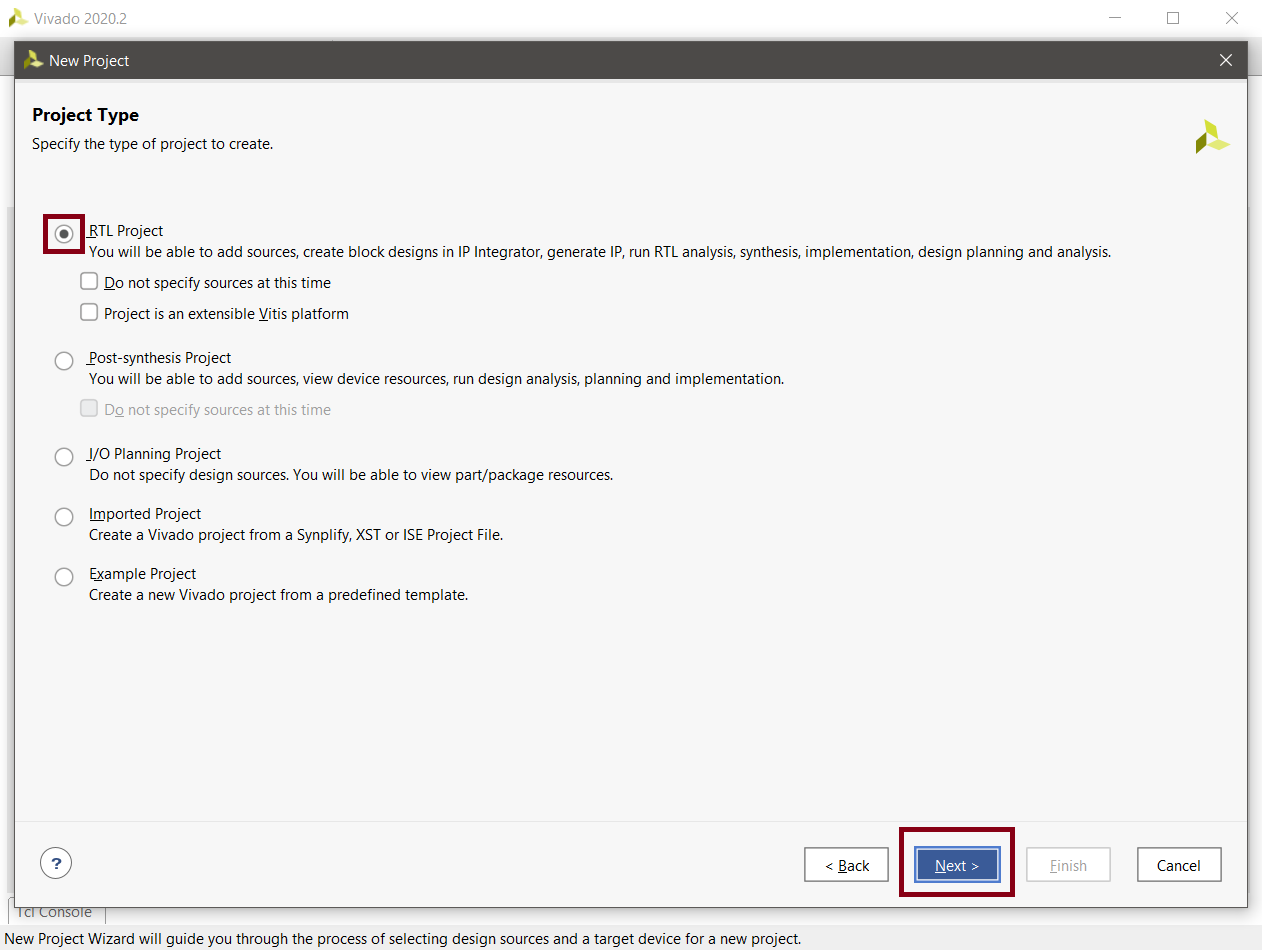 Vivado 2020.2
New Project
Project Type
Specify the type of project to create.
RTL Project
You will be able to add sources, create block designs in IP Integrator, generate IP, run RTL analysis, synthesis, implementation, design planning and analysis.
Do not specify sources at this time
Project is an extensible Vitis platform
Post-synthesis Project
You will be able to add sources, view device resources, run design analysis, planning and implementation.
Do not specify sources at this time
I/O Planning Project
Do not specify design sources. You will be able to view part/package resources.
Imported Project
Create a Vivado project from a Synplify, XST or ISE Project File.
Example Project
Create a new Vivado project from a predefined template.
? < Back Next > Finish Cancel
Tcl Console
New Project Wizard will guide you through the process of selecting design sources and a target device for a new project.